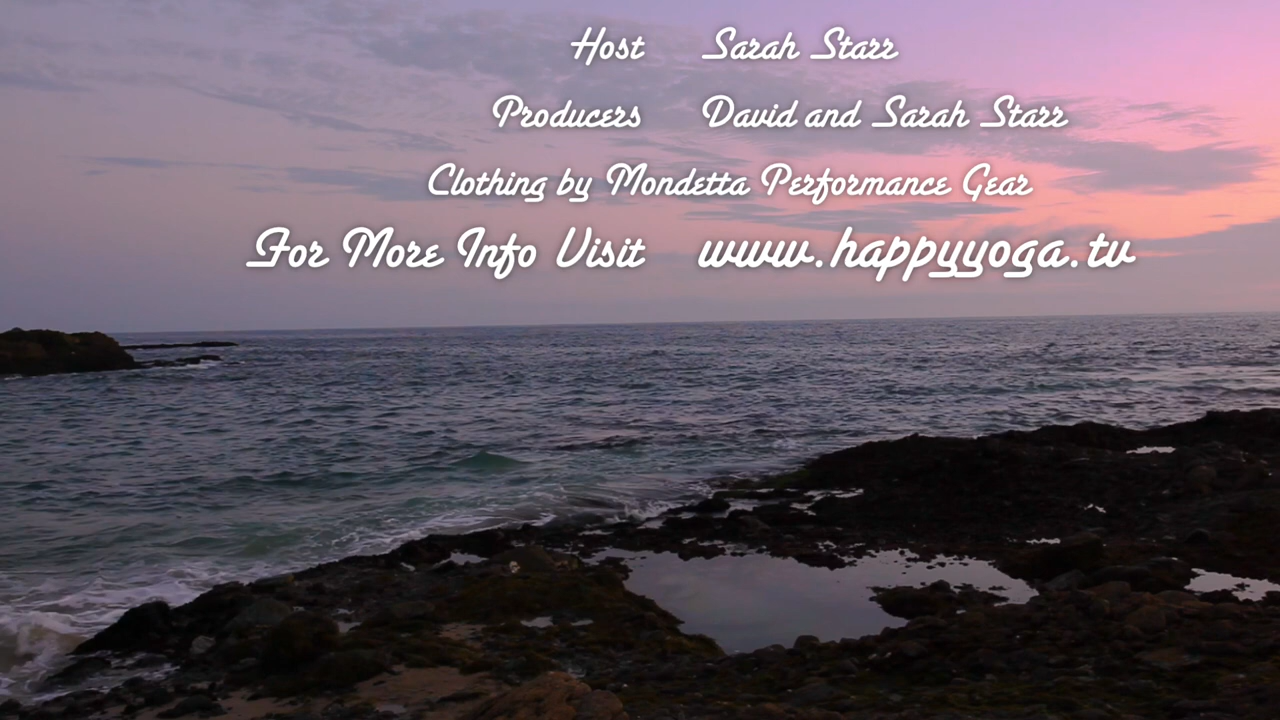 Host Sarah Starr
Producers David and Sarah Starr
Clothing by Mondetta Performance Gear
For More Info Visit www.happyyoga.tv